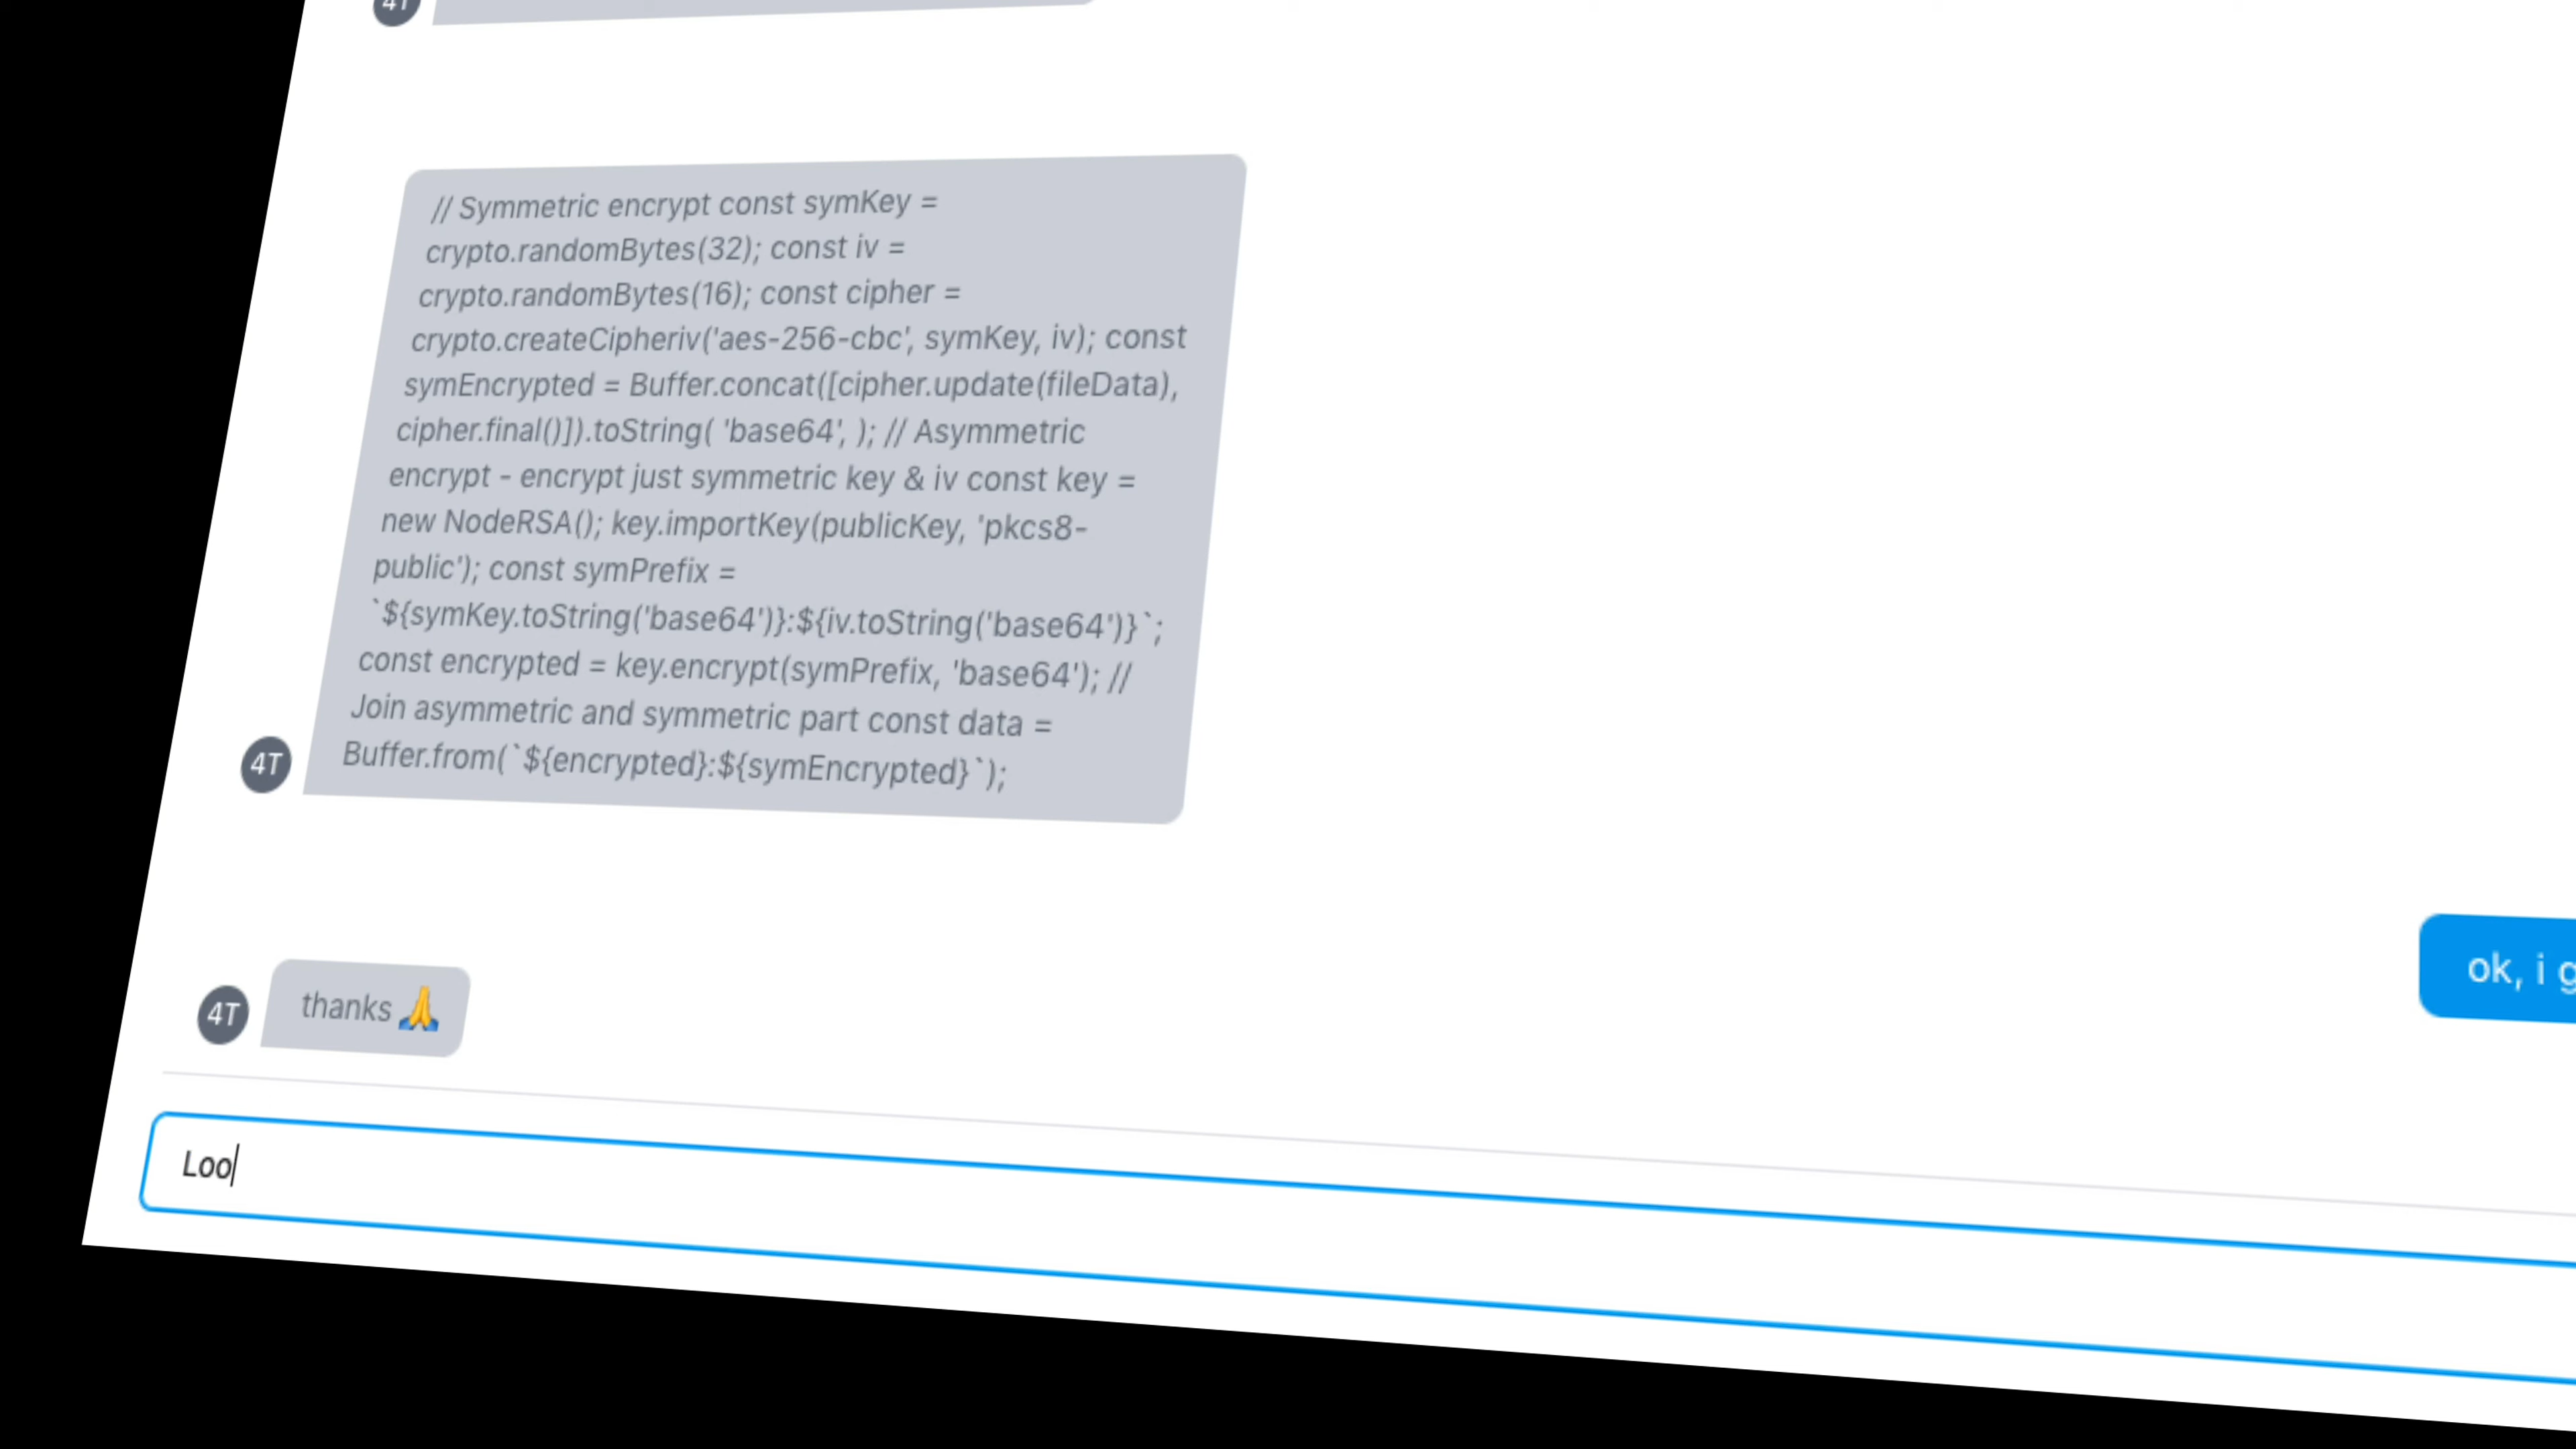 4T
// Symmetric encrypt const symKey =
crypto.randomBytes(32); const iv =
crypto.randomBytes(16); const cipher =
crypto.createCipheriv('aes-256-cbc', symKey, iv); const
symEncrypted = Buffer.concat([cipher.update(fileData),
cipher.final()]).toString( 'base64', ); // Asymmetric
encrypt - encrypt just symmetric key & iv const key =
new NodeRSA(); key.importKey(publicKey, 'pkcs8-
public'); const symPrefix =
`${symKey.toString('base64')}:${iv.toString('base64')}`;
const encrypted = key.encrypt(symPrefix, 'base64'); //
Join asymmetric and symmetric part const data =
Buffer.from(`${encrypted}:${symEncrypted}`);
4T
ok, i g
thanks 🙏
4T
Loo